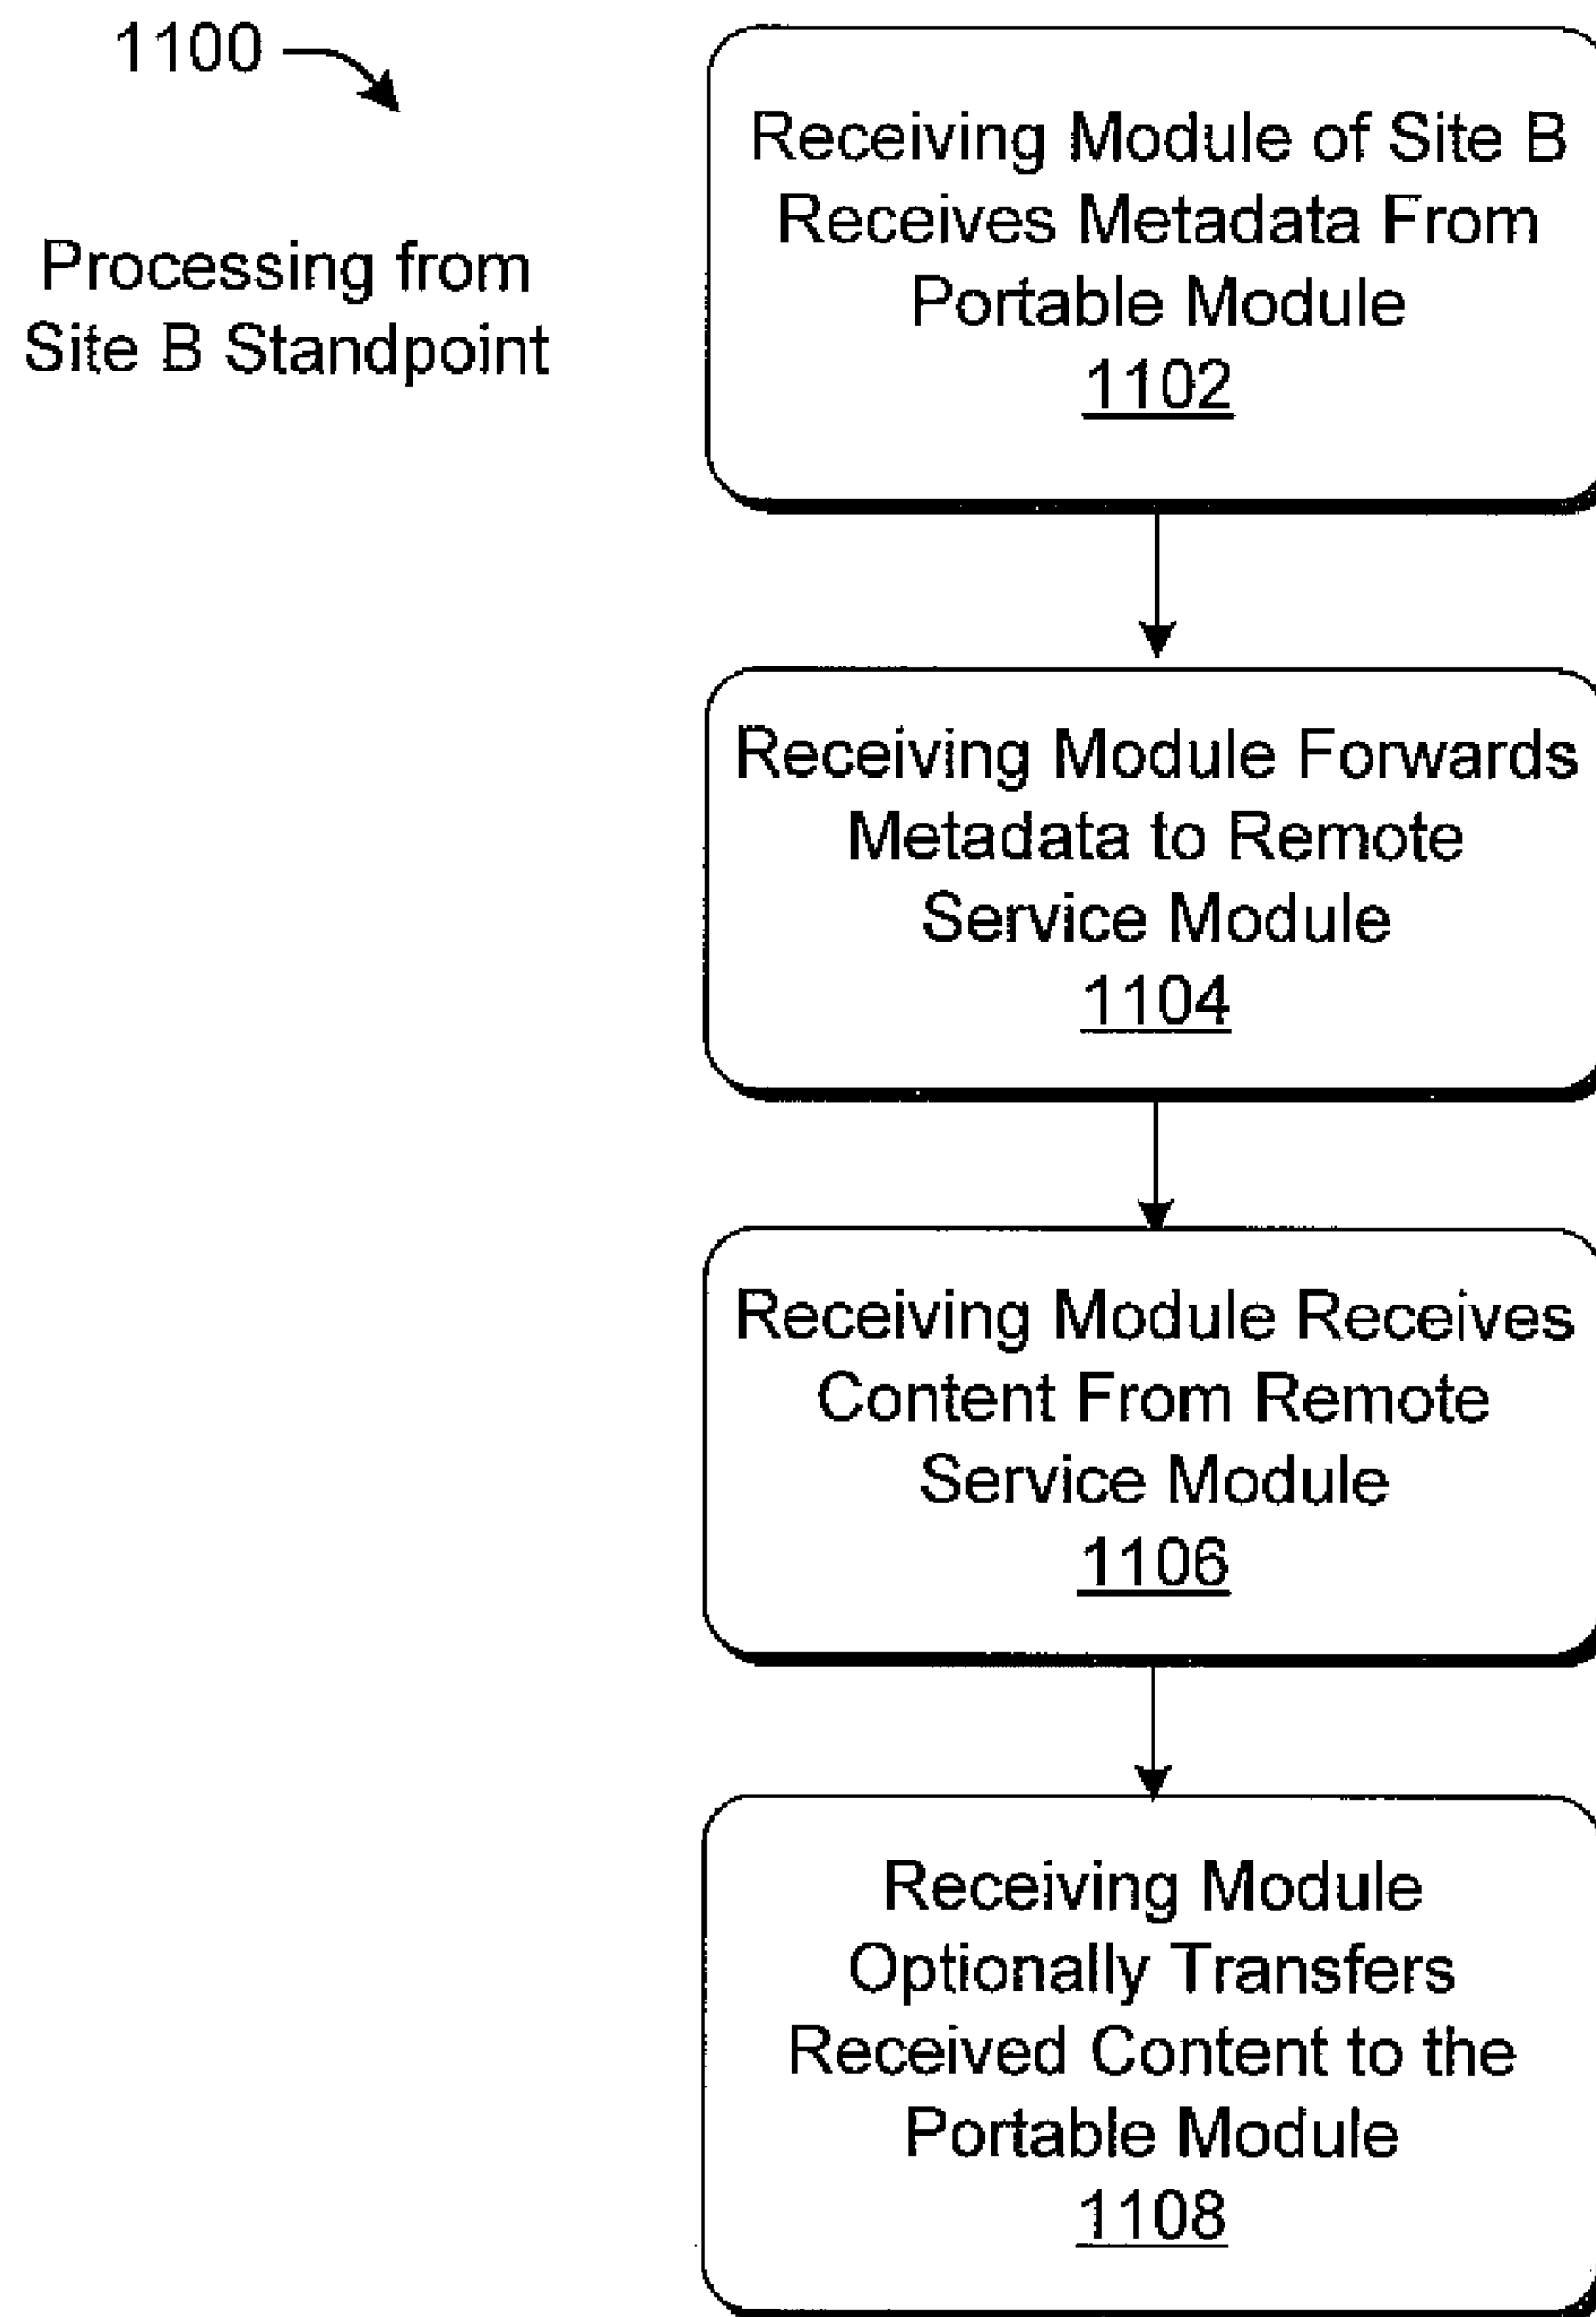 1100
Processing from
Site B Standpoint
Receiving Module of Site B
Receives Metadata From
Portable Module
1102
Receiving Module Forwards
Metadata to Remote
Service Module
1104
Receiving Module Receives
Content From Remote
Service Module
1106
Receiving Module
Optionally Transfers
Received Content to the
Portable Module
1108